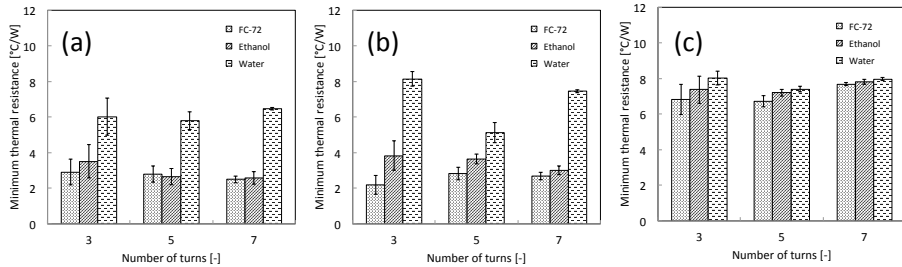 (a)
Minimum thermal resistance [°C/W]
12
10
8
6
4
2
0
FC-72
Ethanol
Water
3 5 7
Number of turns [-]
(b)
Minimum thermal resistance [°C/W]
12
10
8
6
4
2
0
FC-72
Ethanol
Water
3 5 7
Number of turns [-]
(c)
Minimum thermal resistance [°C/W]
12
10
8
6
4
2
0
FC-72
Ethanol
Water
3 5 7
Number of turns [-]